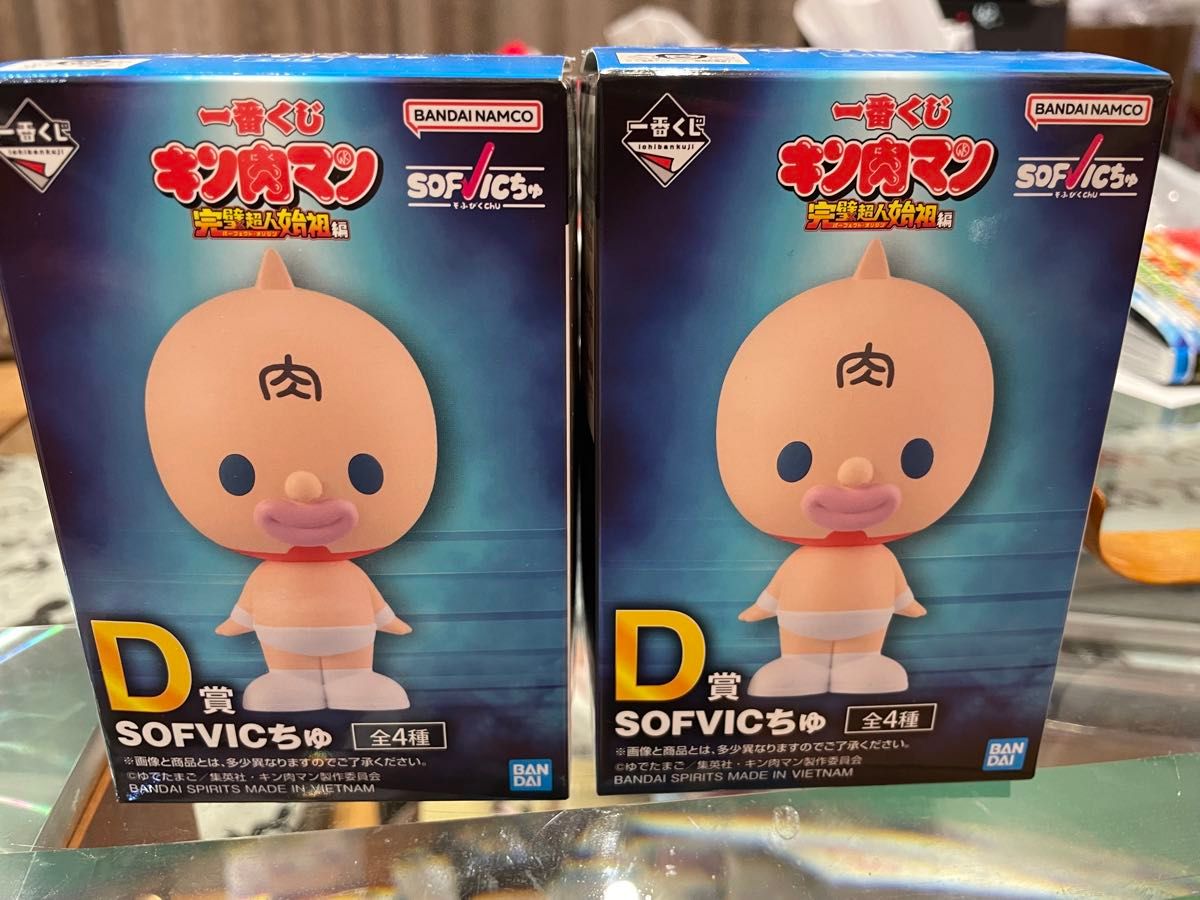 一番くじ
ichibankuji
一番くじ
キン肉マン
完璧超人始祖編
パーフェクト・オリジン
BANDAI NAMCO
SOFVICちゅ
そふびくChu
肉
D賞
SOFVICちゅ
全4種
※画像と商品とは、多少異なりますのでご了承ください。
©ゆでたまご／集英社・キン肉マン製作委員会
BANDAI SPIRITS MADE IN VIETNAM
BAN
DAI
一番くじ
ichibankuji
一番くじ
キン肉マン
完璧超人始祖編
パーフェクト・オリジン
BANDAI NAMCO
SOFVICちゅ
そふびくChu
肉
D賞
SOFVICちゅ
全4種
※画像と商品とは、多少異なりますのでご了承ください。
©ゆでたまご／集英社・キン肉マン製作委員会
BANDAI SPIRITS MADE IN VIETNAM
BAN
DAI